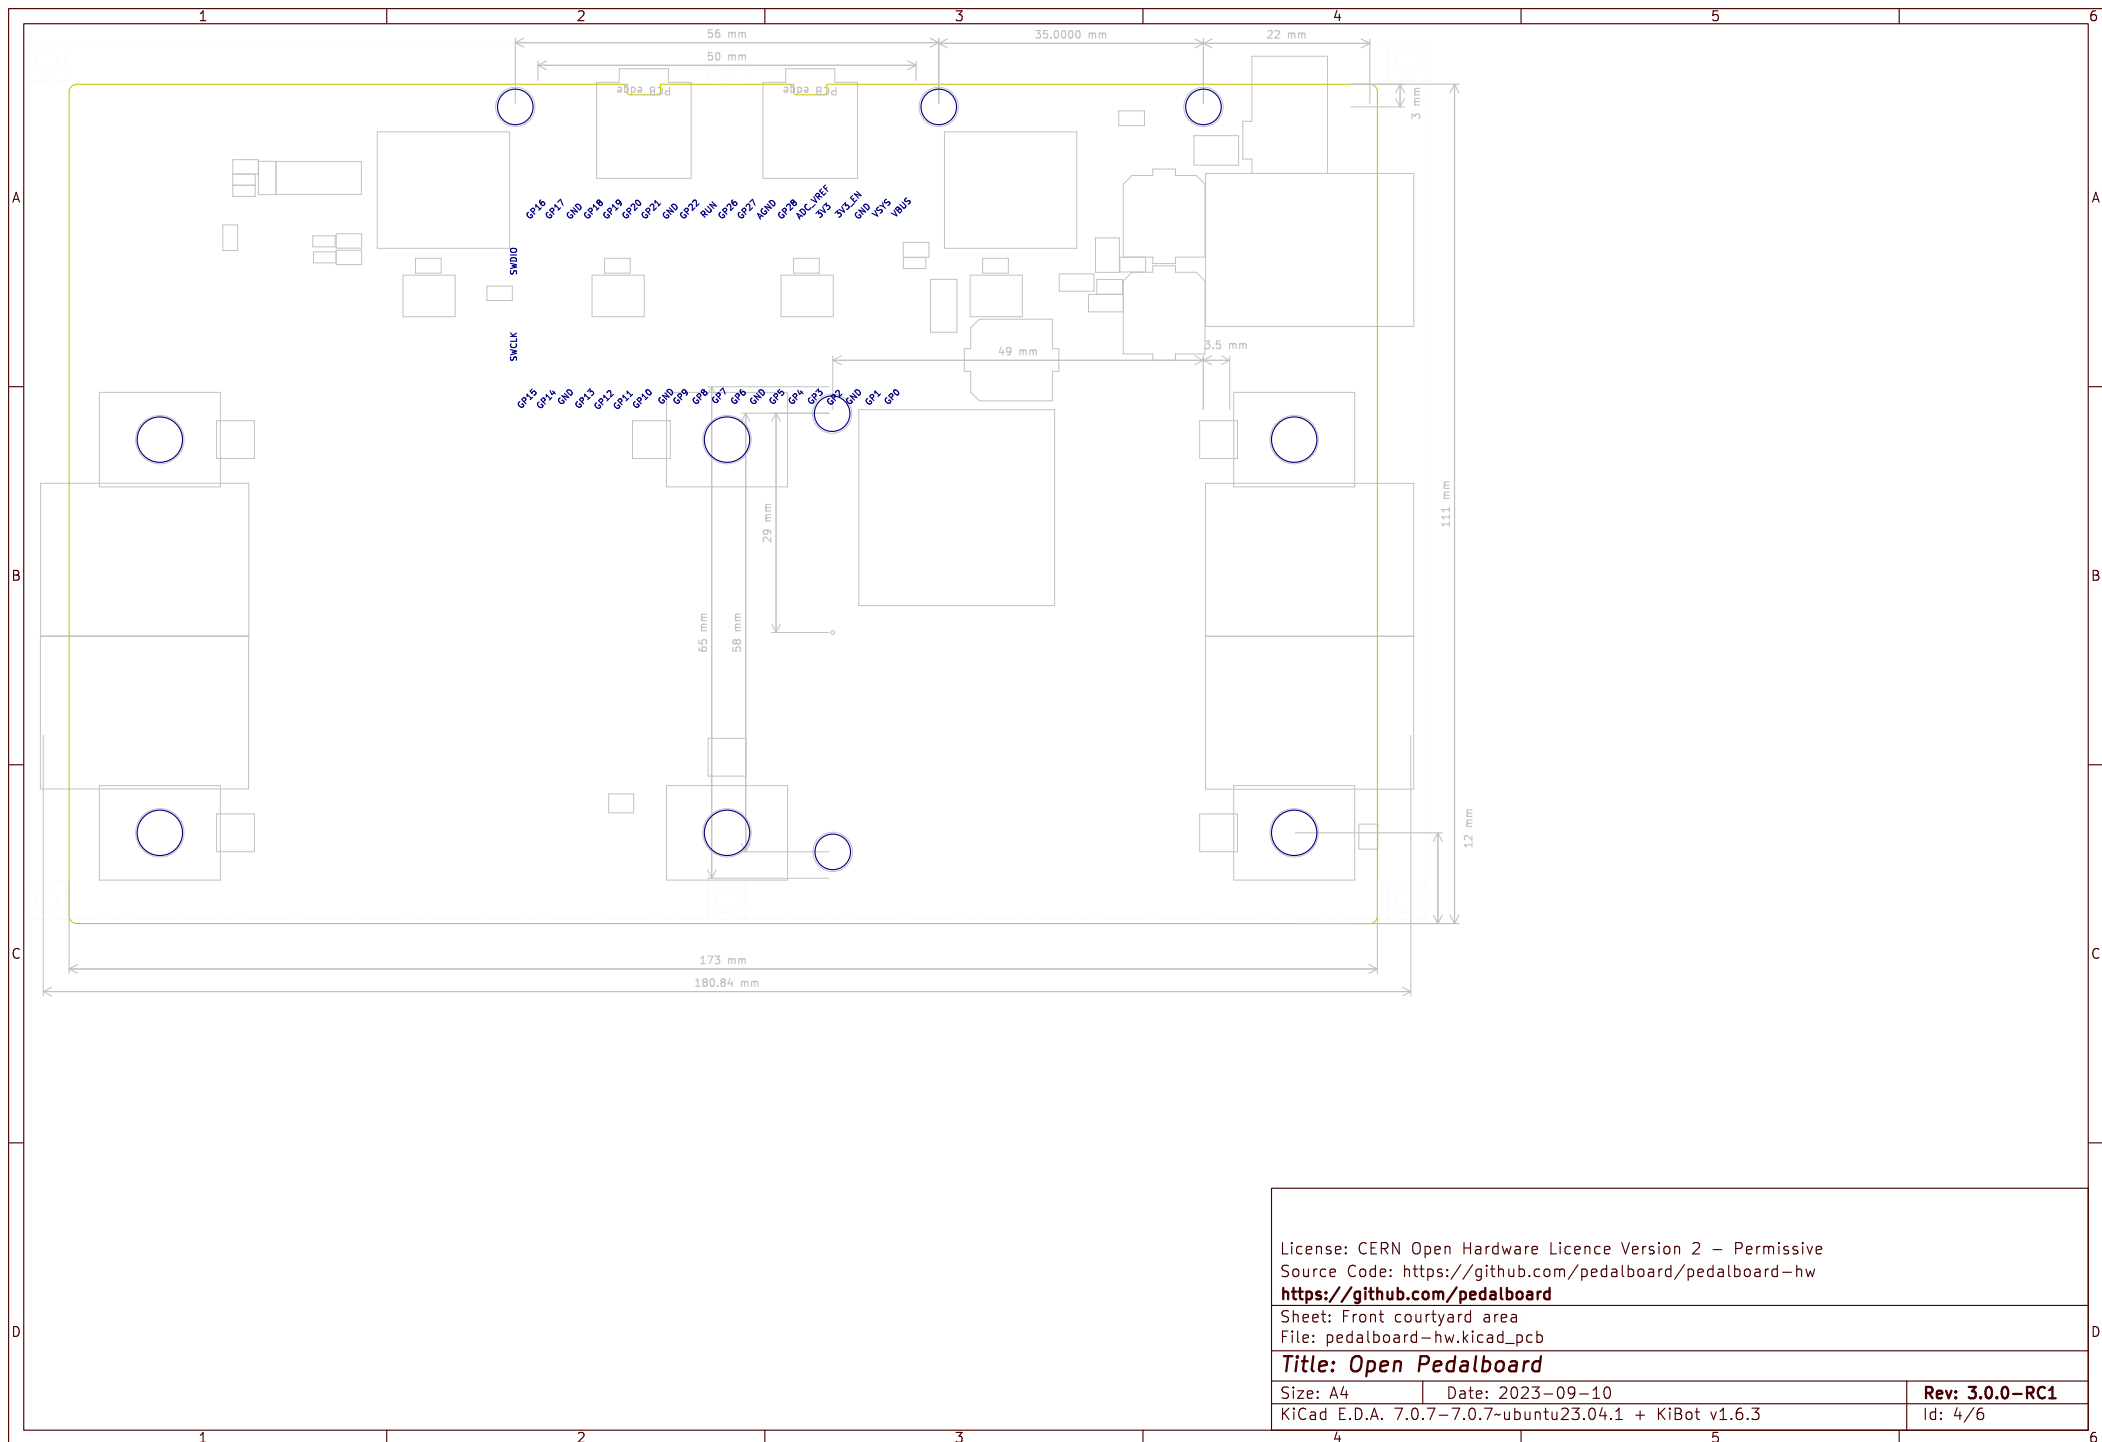 1 2 3 4 5 6
56 mm
35.0000 mm
22 mm
50 mm
PCB edge
PCB edge
3 mm
A
A
GP16
GP17
GND
GP18
GP19
GP20
GP21
GND
GP22
RUN
GP26
GP27
AGND
GP28
ADC_VREF
3V3
3V3_EN
GND
VSYS
VBUS
SWDIO
SWCLK
49 mm
3.5 mm
GP15
GP14
GND
GP13
GP12
GP11
GP10
GND
GP9
GP8
GP7
GP6
GND
GP5
GP4
GP3
GP2
GND
GP1
GP0
111 mm
29 mm
B
B
65 mm
58 mm
12 mm
C
C
173 mm
180.84 mm
License: CERN Open Hardware Licence Version 2 - Permissive
Source Code: https://github.com/pedalboard/pedalboard-hw
https://github.com/pedalboard
Sheet: Front courtyard area
File: pedalboard-hw.kicad_pcb
D
D
Title: Open Pedalboard
Size: A4
Date: 2023-09-10
Rev: 3.0.0-RC1
KiCad E.D.A. 7.0.7-7.0.7~ubuntu23.04.1 + KiBot v1.6.3
Id: 4/6
1 2 3 4 5 6